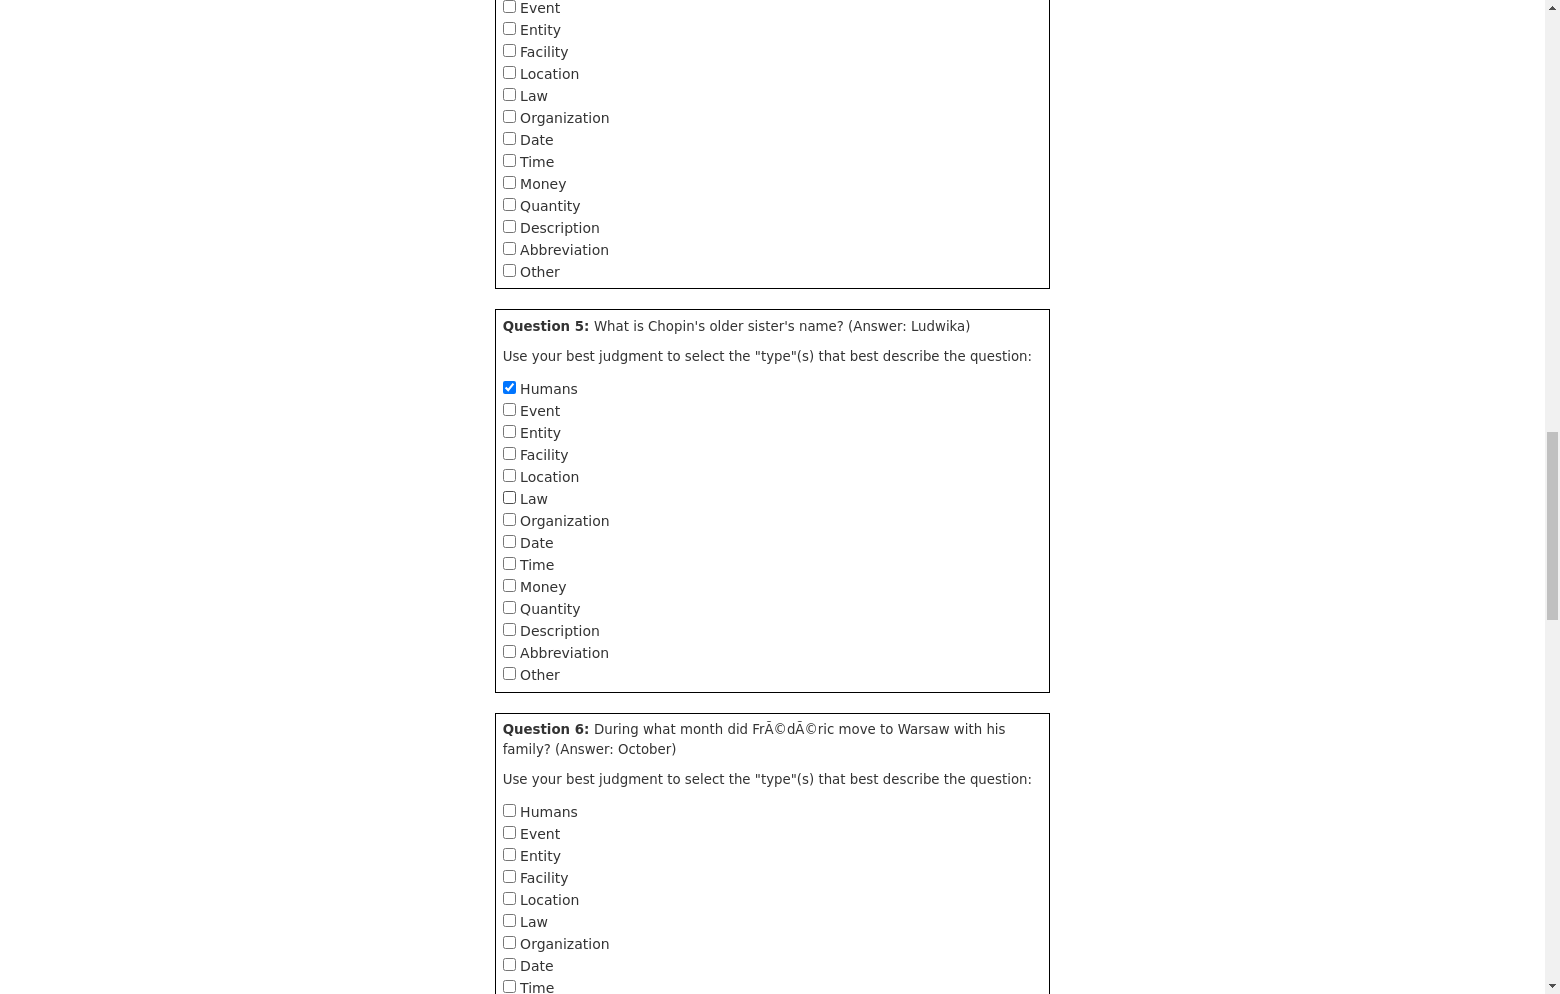 Event
Entity
Facility
Location
Law
Organization
Date
Time
Money
Quantity
Description
Abbreviation
Other
Question 5: What is Chopin's older sister's name? (Answer: Ludwika)
Use your best judgment to select the "type"(s) that best describe the question:
Humans
Event
Entity
Facility
Location
Law
Organization
Date
Time
Money
Quantity
Description
Abbreviation
Other
Question 6: During what month did FrÃ©dÃ©ric move to Warsaw with his
family? (Answer: October)
Use your best judgment to select the "type"(s) that best describe the question:
Humans
Event
Entity
Facility
Location
Law
Organization
Date
Time